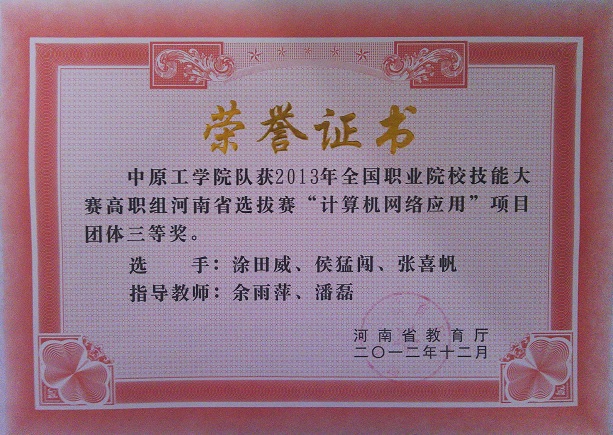 荣誉证书
中原工学院队获2013年全国职业院校技能大
赛高职组河南省选拔赛“计算机网络应用”项目
团体三等奖。
选　　手：涂田威、侯猛闯、张喜帆
指导教师：余雨萍、潘磊
河南省教育厅
二〇一二年十二月